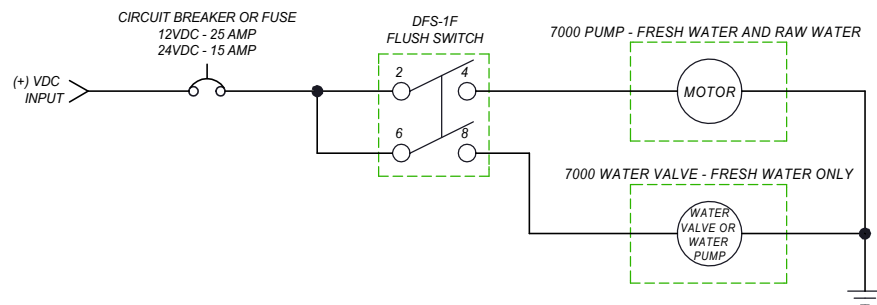 CIRCUIT BREAKER OR FUSE
12VDC - 25 AMP
24VDC - 15 AMP
DFS-1F
FLUSH SWITCH
7000 PUMP - FRESH WATER AND RAW WATER
(+) VDC
INPUT
2
4
MOTOR
6
8
7000 WATER VALVE - FRESH WATER ONLY
WATER
VALVE OR
WATER
PUMP